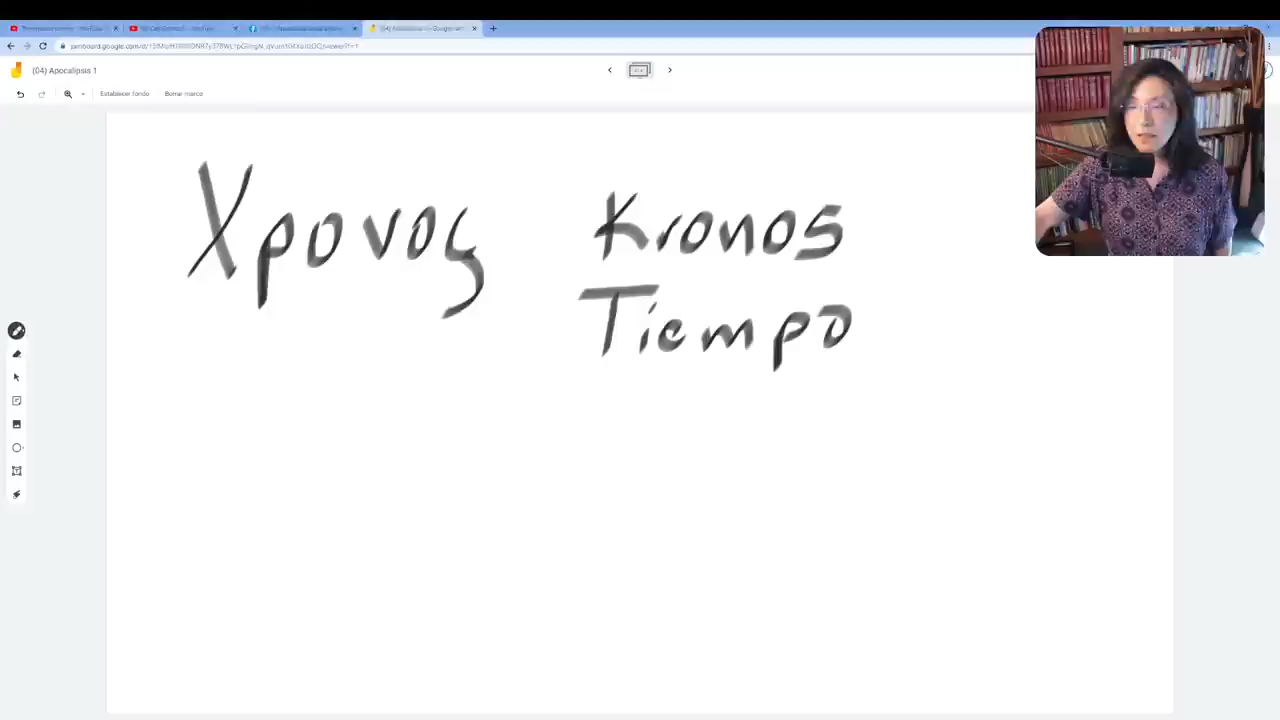 (04) Apocalipsis 1
Establecer fondo Borrar marco
Χρονος Kronos
Tiempo